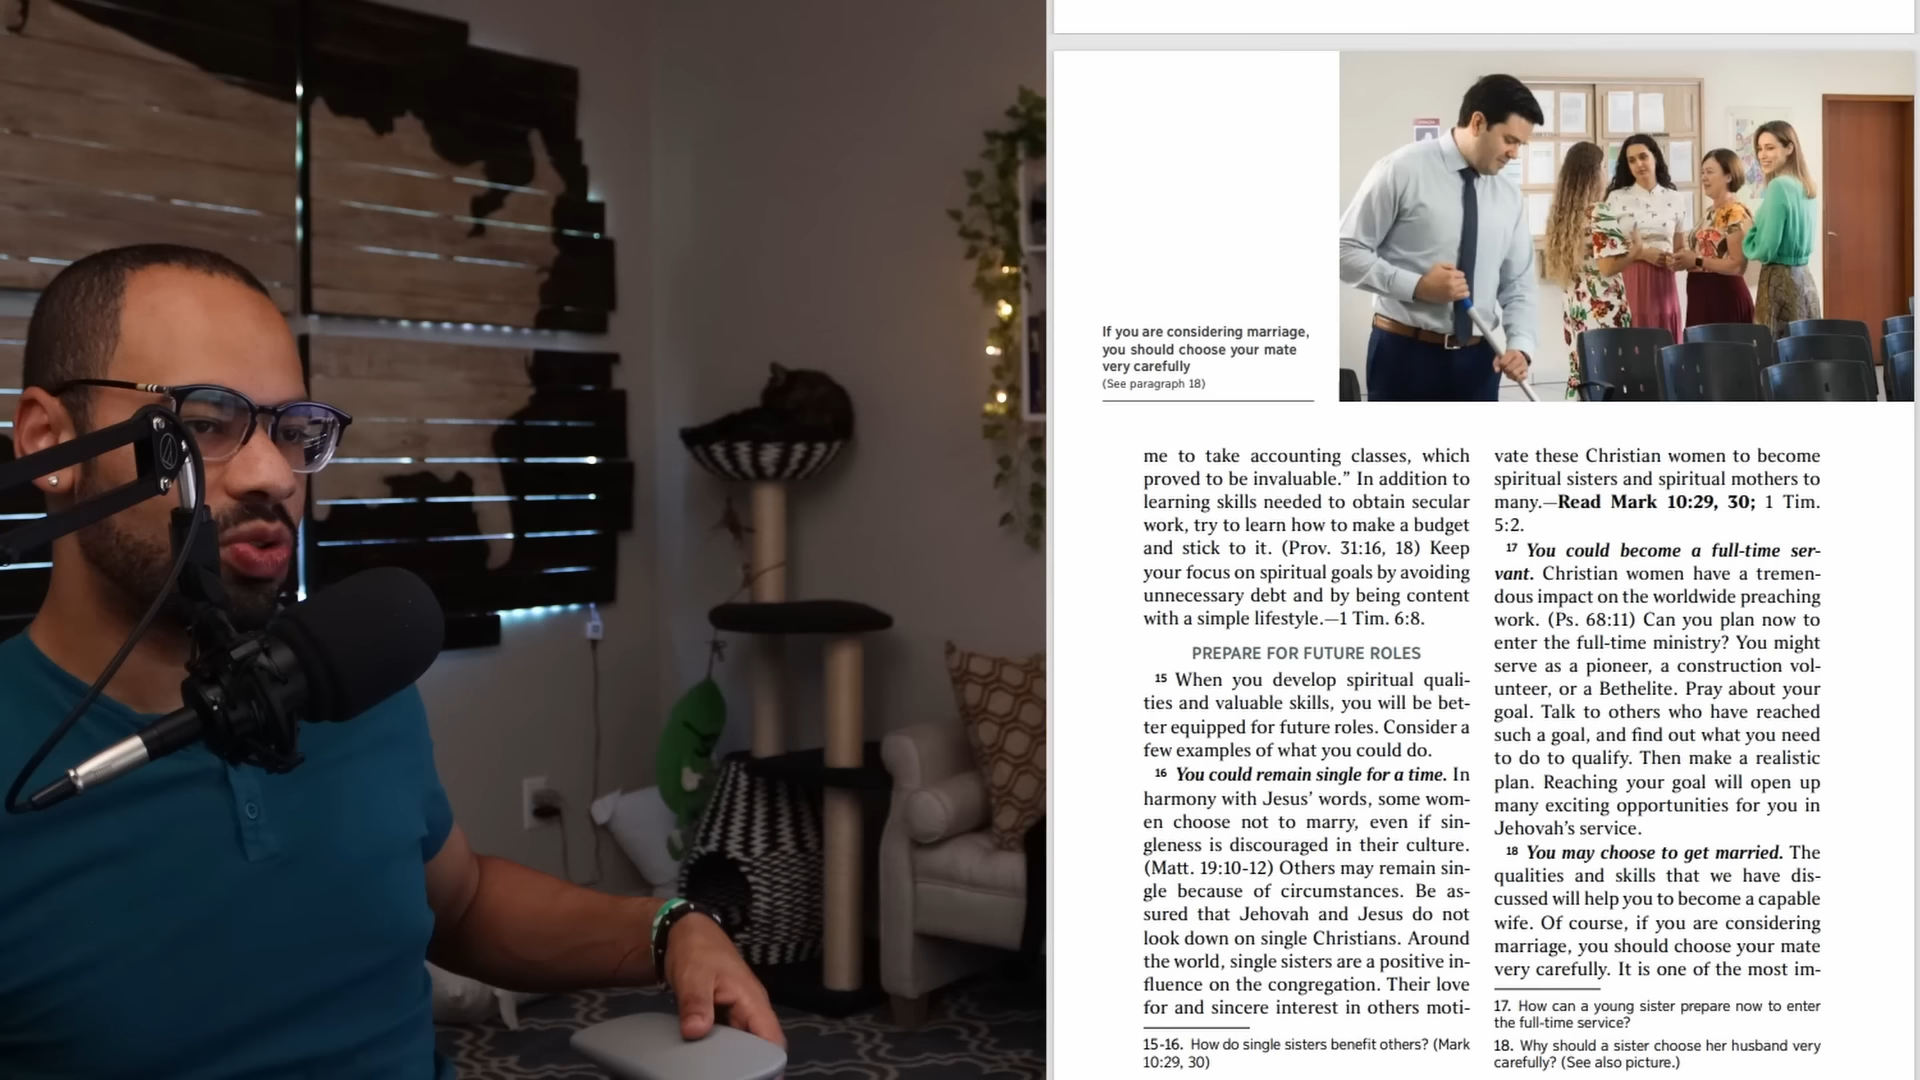 If you are considering marriage,
you should choose your mate
very carefully
(See paragraph 18)
me to take accounting classes, which
proved to be invaluable.” In addition to
learning skills needed to obtain secular
work, try to learn how to make a budget
and stick to it. (Prov. 31:16, 18) Keep
your focus on spiritual goals by avoiding
unnecessary debt and by being content
with a simple lifestyle.—1 Tim. 6:8.
PREPARE FOR FUTURE ROLES
15 When you develop spiritual quali-
ties and valuable skills, you will be bet-
ter equipped for future roles. Consider a
few examples of what you could do.
16 You could remain single for a time. In
harmony with Jesus’ words, some wom-
en choose not to marry, even if sin-
gleness is discouraged in their culture.
(Matt. 19:10-12) Others may remain sin-
gle because of circumstances. Be as-
sured that Jehovah and Jesus do not
look down on single Christians. Around
the world, single sisters are a positive in-
fluence on the congregation. Their love
for and sincere interest in others moti-
15-16. How do single sisters benefit others? (Mark
10:29, 30)
vate these Christian women to become
spiritual sisters and spiritual mothers to
many.—Read Mark 10:29, 30; 1 Tim.
5:2.
17 You could become a full-time ser-
vant. Christian women have a tremen-
dous impact on the worldwide preaching
work. (Ps. 68:11) Can you plan now to
enter the full-time ministry? You might
serve as a pioneer, a construction vol-
unteer, or a Bethelite. Pray about your
goal. Talk to others who have reached
such a goal, and find out what you need
to do to qualify. Then make a realistic
plan. Reaching your goal will open up
many exciting opportunities for you in
Jehovah’s service.
18 You may choose to get married. The
qualities and skills that we have dis-
cussed will help you to become a capable
wife. Of course, if you are considering
marriage, you should choose your mate
very carefully. It is one of the most im-
17. How can a young sister prepare now to enter
the full-time service?
18. Why should a sister choose her husband very
carefully? (See also picture.)